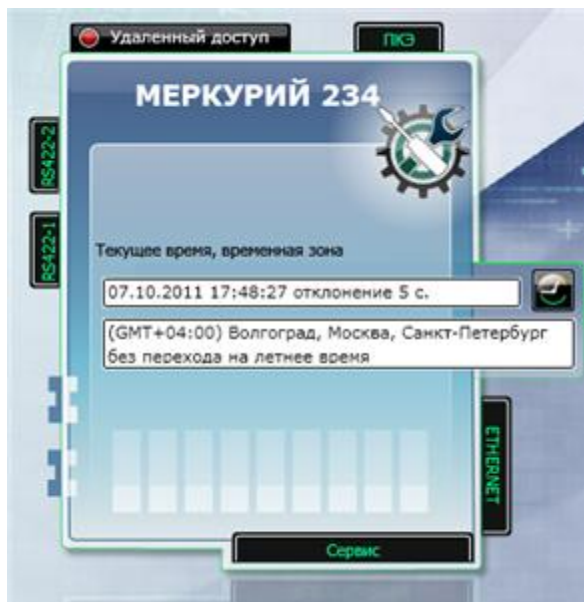 Удаленный доступ
ПКЭ
МЕРКУРИЙ 234
RS422-2
RS422-1
Текущее время, временная зона
07.10.2011 17:48:27 отклонение 5 с.
(GMT+04:00) Волгоград, Москва, Санкт-Петербург
без перехода на летнее время
ETHERNET
Сервис